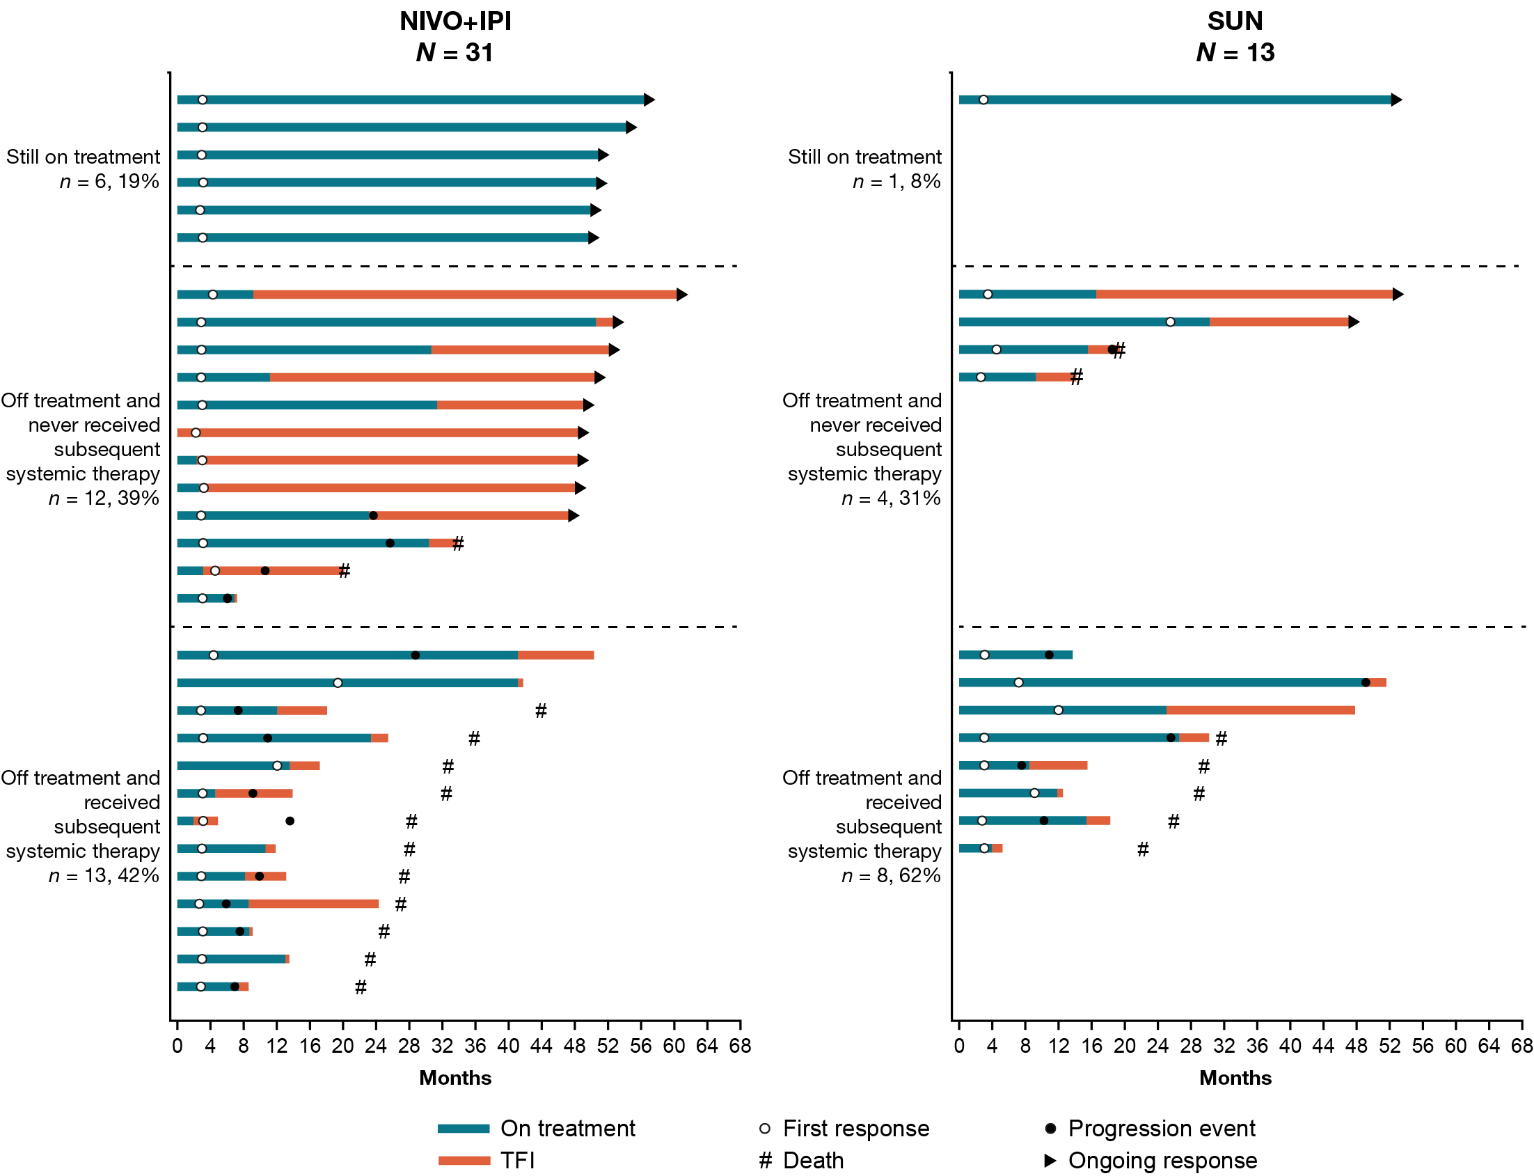 NIVO+IPI
N = 31
Still on treatment
n = 6, 19%
Off treatment and
never received
subsequent
systemic therapy
n = 12, 39%
#
#
Off treatment and
received
subsequent
systemic therapy
n = 13, 42%
#
#
#
#
#
#
#
#
#
#
#
0 4 8 12 16 20 24 28 32 36 40 44 48 52 56 60 64 68
Months
SUN
N = 13
Still on treatment
n = 1, 8%
Off treatment and
never received
subsequent
systemic therapy
n = 4, 31%
#
#
Off treatment and
received
subsequent
systemic therapy
n = 8, 62%
#
#
#
#
#
0 4 8 12 16 20 24 28 32 36 40 44 48 52 56 60 64 68
Months
On treatment
First response
Progression event
TFI
# Death
Ongoing response